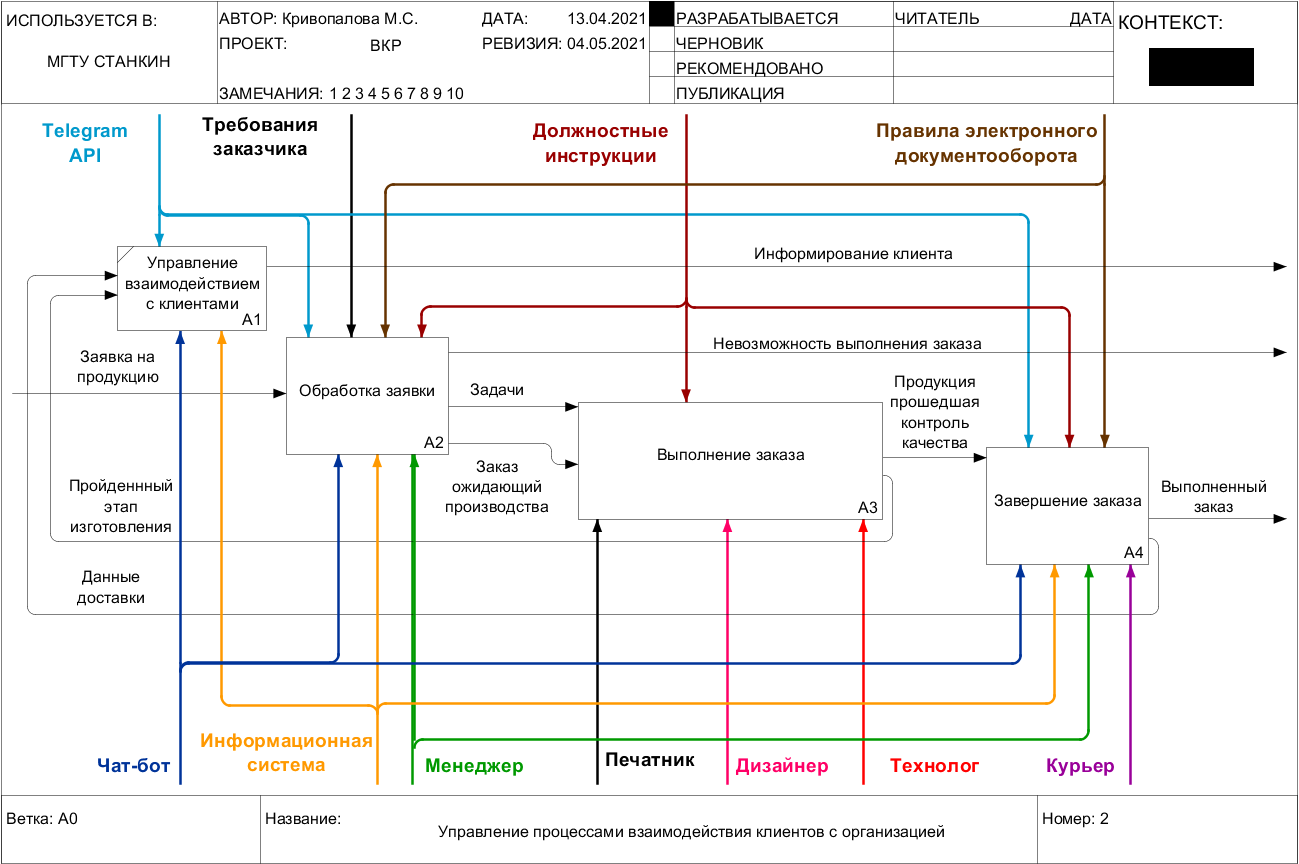 ИСПОЛЬЗУЕТСЯ В:
МГТУ СТАНКИН
АВТОР: Кривопалова М.С.
ДАТА: 13.04.2021
ПРОЕКТ: ВКР
РЕВИЗИЯ: 04.05.2021
ЗАМЕЧАНИЯ: 1 2 3 4 5 6 7 8 9 10
РАЗРАБАТЫВАЕТСЯ
ЧЕРНОВИК
РЕКОМЕНДОВАНО
ПУБЛИКАЦИЯ
ЧИТАТЕЛЬ
ДАТА
КОНТЕКСТ:
Telegram
API
Требования
заказчика
Должностные
инструкции
Правила электронного
документооборота
Управление
взаимодействием
с клиентами
A1
Информирование клиента
Заявка на
продукцию
Обработка заявки
A2
Невозможность выполнения заказа
Задачи
Заказ
ожидающий
производства
Выполнение заказа
A3
Продукция
прошедшая
контроль
качества
Завершение заказа
A4
Выполненный
заказ
Пройденнный
этап
изготовления
Данные
доставки
Чат-бот
Информационная
система
Менеджер
Печатник
Дизайнер
Технолог
Курьер
Ветка: A0
Название:
Управление процессами взаимодействия клиентов с организацией
Номер: 2